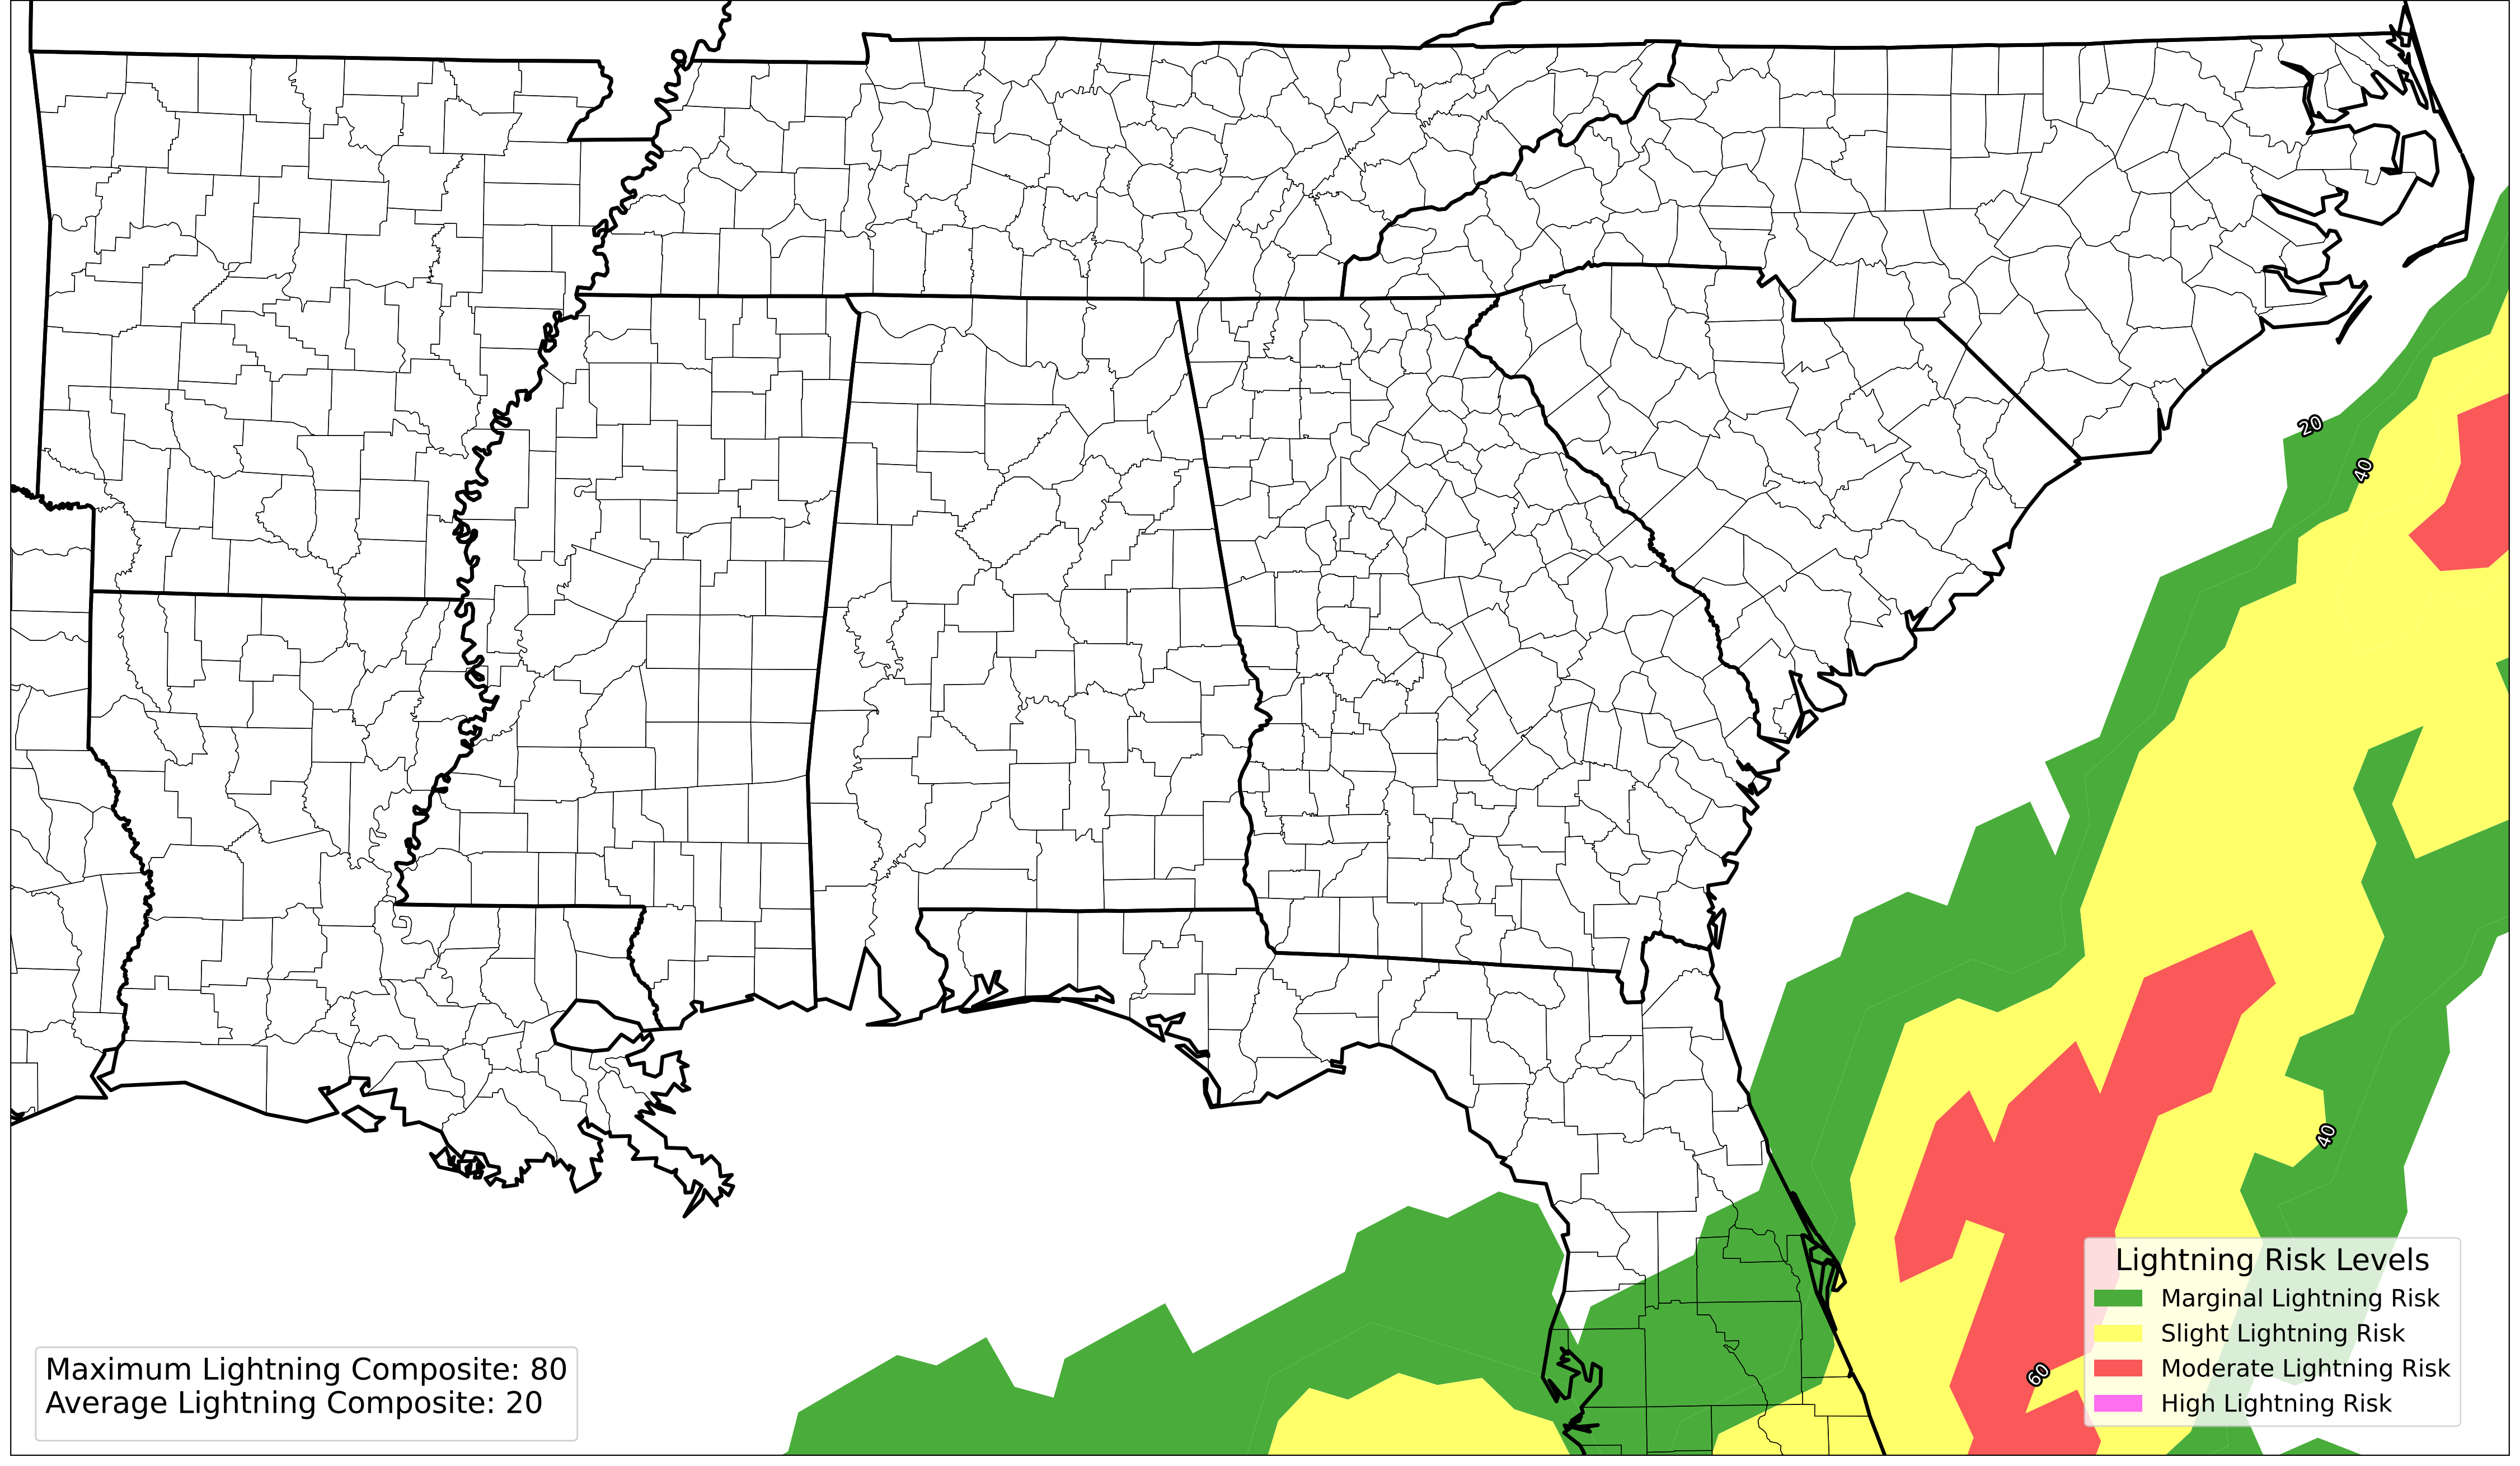 20
40
40
60
Lightning Risk Levels
Marginal Lightning Risk
Slight Lightning Risk
Moderate Lightning Risk
High Lightning Risk
Maximum Lightning Composite: 80
Average Lightning Composite: 20